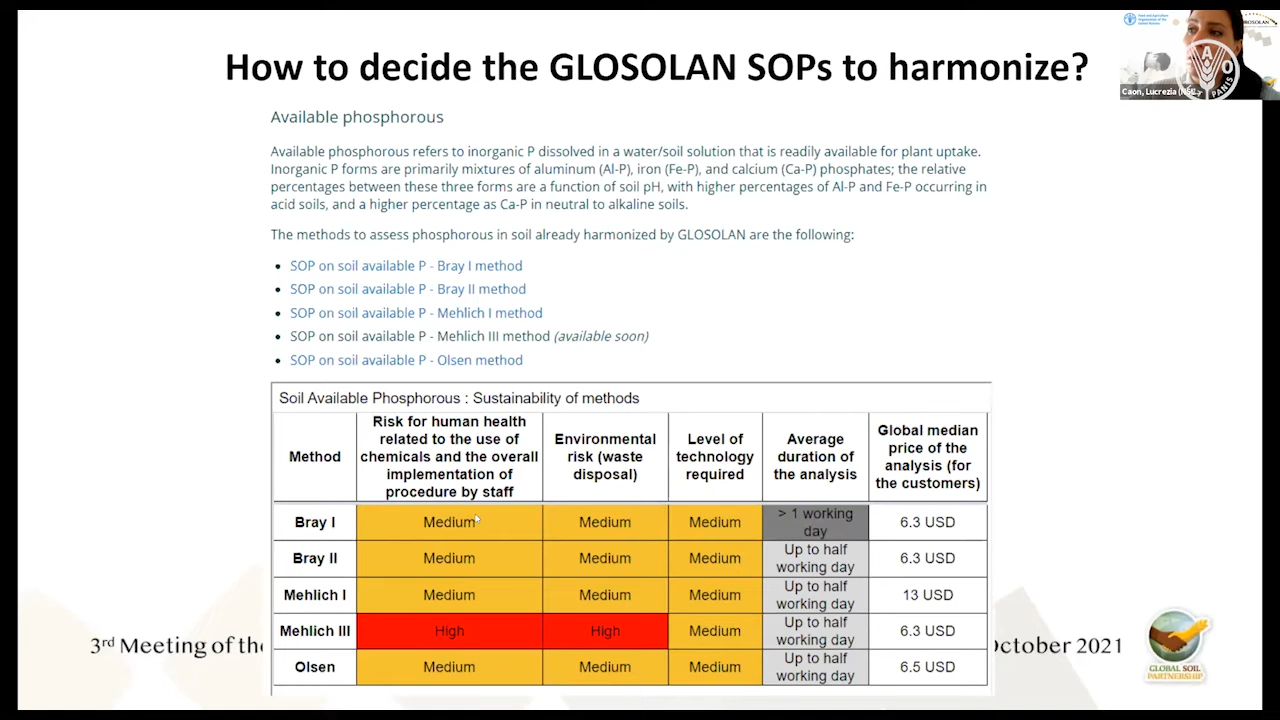 How to decide the GLOSOLAN SOPs to harmonize?
Food and Agriculture
Organization of the
United Nations
Caon, Lucrezia
Available phosphorous
Available phosphorous refers to inorganic P dissolved in a water/soil solution that is readily available for plant uptake.
Inorganic P forms are primarily mixtures of aluminum (Al-P), iron (Fe-P), and calcium (Ca-P) phosphates; the relative
percentages between these three forms are a function of soil pH, with higher percentages of Al-P and Fe-P occurring in
acid soils, and a higher percentage as Ca-P in neutral to alkaline soils.
The methods to assess phosphorous in soil already harmonized by GLOSOLAN are the following:
• SOP on soil available P - Bray I method
• SOP on soil available P - Bray II method
• SOP on soil available P - Mehlich I method
• SOP on soil available P - Mehlich III method (available soon)
• SOP on soil available P - Olsen method
Soil Available Phosphorous : Sustainability of methods
Method
Risk for human health
related to the use of
chemicals and the overall
implementation of
procedure by staff
Environmental
risk (waste
disposal)
Level of
technology
required
Average
duration of
the analysis
Global median
price of the
analysis (for
the customers)
Bray I
Medium
Medium
Medium
> 1 working
day
6.3 USD
Bray II
Medium
Medium
Medium
Up to half
working day
6.3 USD
Mehlich I
Medium
Medium
Medium
Up to half
working day
13 USD
Mehlich III
High
High
Medium
Up to half
working day
6.3 USD
Olsen
Medium
Medium
Medium
Up to half
working day
6.5 USD
3rd Meeting of the
October 2021
GLOBAL SOIL
PARTNERSHIP